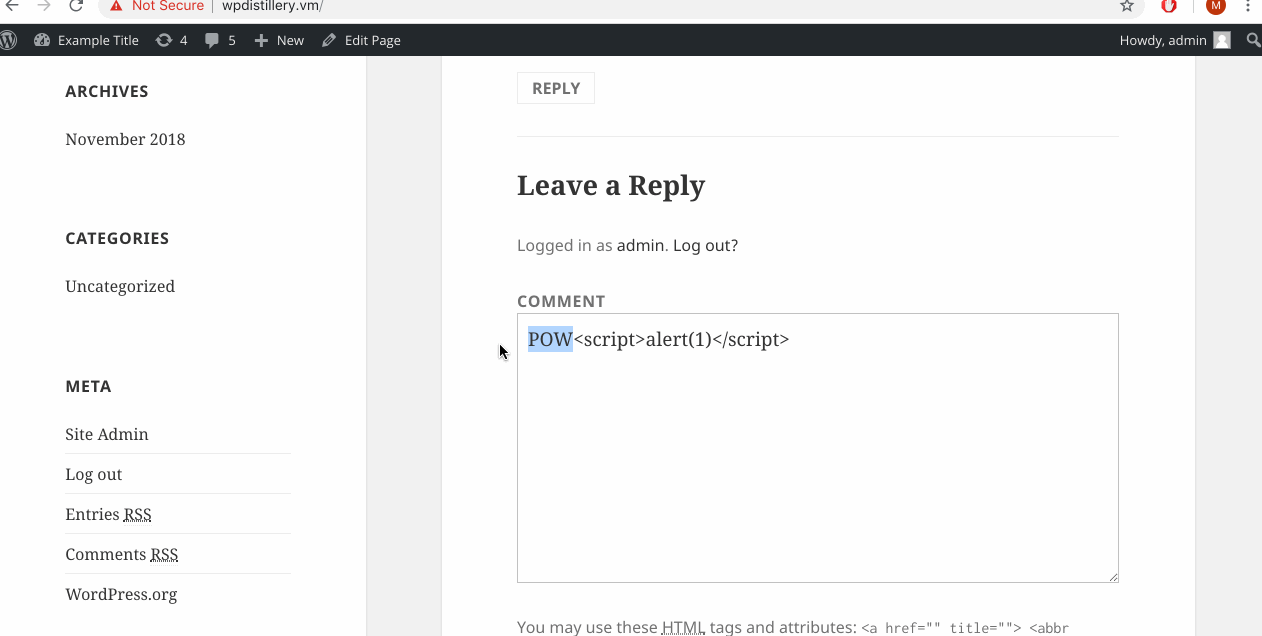 Not Secure | wpdistillery.vm/ M
Example Title 4 5 New Edit Page Howdy, admin
ARCHIVES
November 2018
CATEGORIES
Uncategorized
META
Site Admin
Log out
Entries RSS
Comments RSS
WordPress.org
REPLY
Leave a Reply
Logged in as admin. Log out?
COMMENT
POW<script>alert(1)</script>
You may use these HTML tags and attributes: <a href="" title=""> <abbr